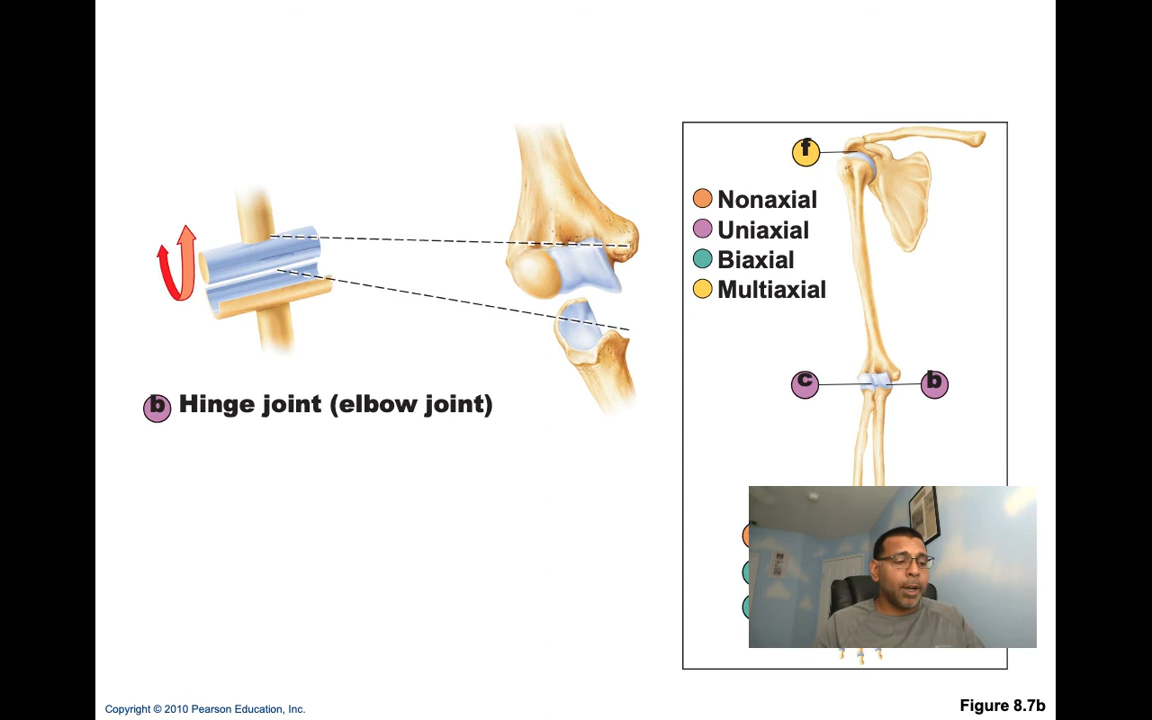 f
Nonaxial
Uniaxial
Biaxial
Multiaxial
c
b
b Hinge joint (elbow joint)
Copyright © 2010 Pearson Education, Inc.
Figure 8.7b